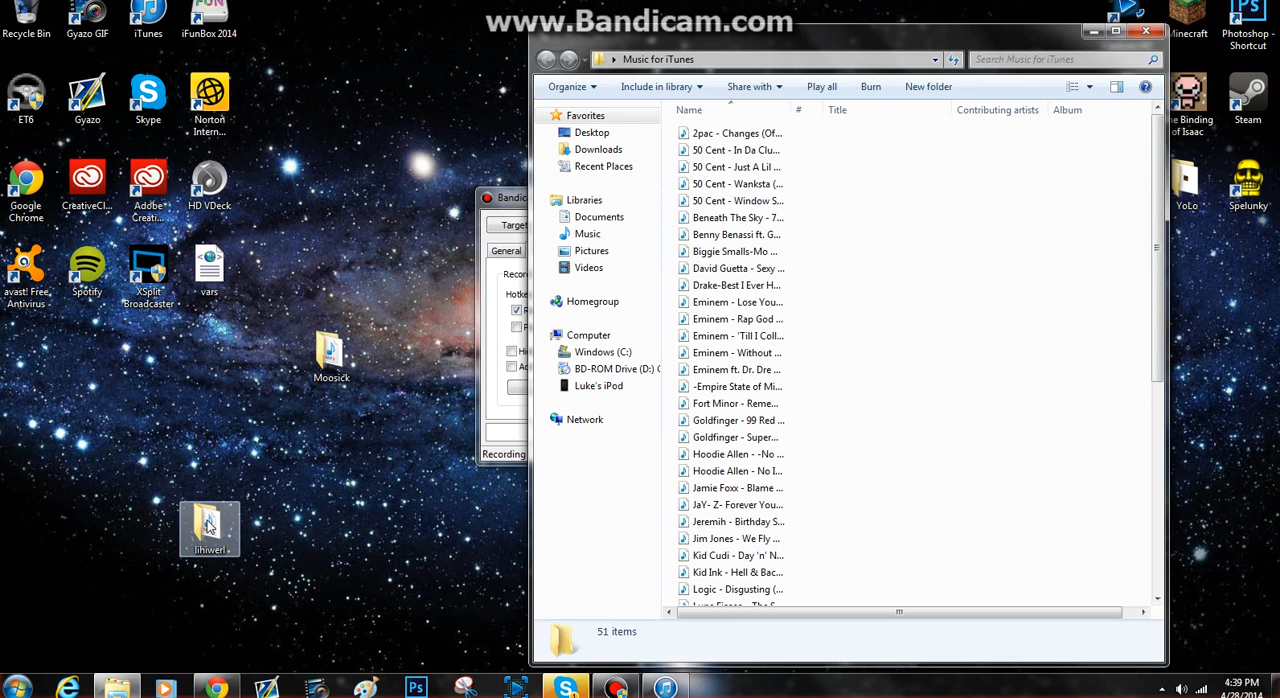 www.Bandicam.com
Recycle Bin
Gyazo GIF
iTunes
iFunBox 2014
Minecraft
Photoshop - Shortcut
ET6
Gyazo
Skype
Norton Intern...
he Binding of Isaac
Steam
Google Chrome
CreativeCl...
Adobe Creati...
HD VDeck
YoLo
Spelunky
avast! Free Antivirus
Spotify
XSplit Broadcaster
vars
Moosick
lihiwerl
Bandic
Target
General
Recor
Hotke
Recording
Music for iTunes
Search Music for iTunes
Organize
Include in library
Share with
Play all
Burn
New folder
Favorites
Desktop
Downloads
Recent Places
Libraries
Documents
Music
Pictures
Videos
Homegroup
Computer
Windows (C:)
BD-ROM Drive (D:) C
Luke's iPod
Network
Name
#
Title
Contributing artists
Album
2pac - Changes (Of...
50 Cent - In Da Clu...
50 Cent - Just A Lil ...
50 Cent - Wanksta (...
50 Cent - Window S...
Beneath The Sky - 7...
Benny Benassi ft. G...
Biggie Smalls-Mo ...
David Guetta - Sexy ...
Drake-Best I Ever H...
Eminem - Lose You...
Eminem - Rap God ...
Eminem - 'Till I Coll...
Eminem - Without ...
Eminem ft. Dr. Dre ...
-Empire State of Mi...
Fort Minor - Reme...
Goldfinger - 99 Red ...
Goldfinger - Super...
Hoodie Allen - -No ...
Hoodie Allen - No I...
Jamie Foxx - Blame ...
JaY- Z- Forever You...
Jeremih - Birthday S...
Jim Jones - We Fly ...
Kid Cudi - Day 'n' N...
Kid Ink - Hell & Bac...
Logic - Disgusting (...
51 items
4:39 PM
4/28/2014